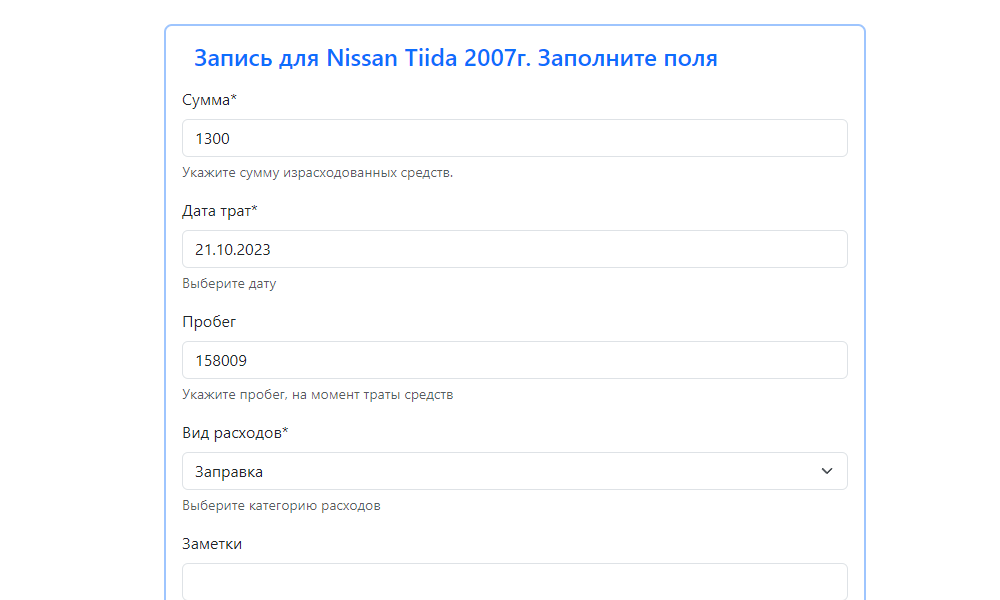 Запись для Nissan Tiida 2007г. Заполните поля
Сумма*
1300
Укажите сумму израсходованных средств.
Дата трат*
21.10.2023
Выберите дату
Пробег
158009
Укажите пробег, на момент траты средств
Вид расходов*
Заправка
Выберите категорию расходов
Заметки